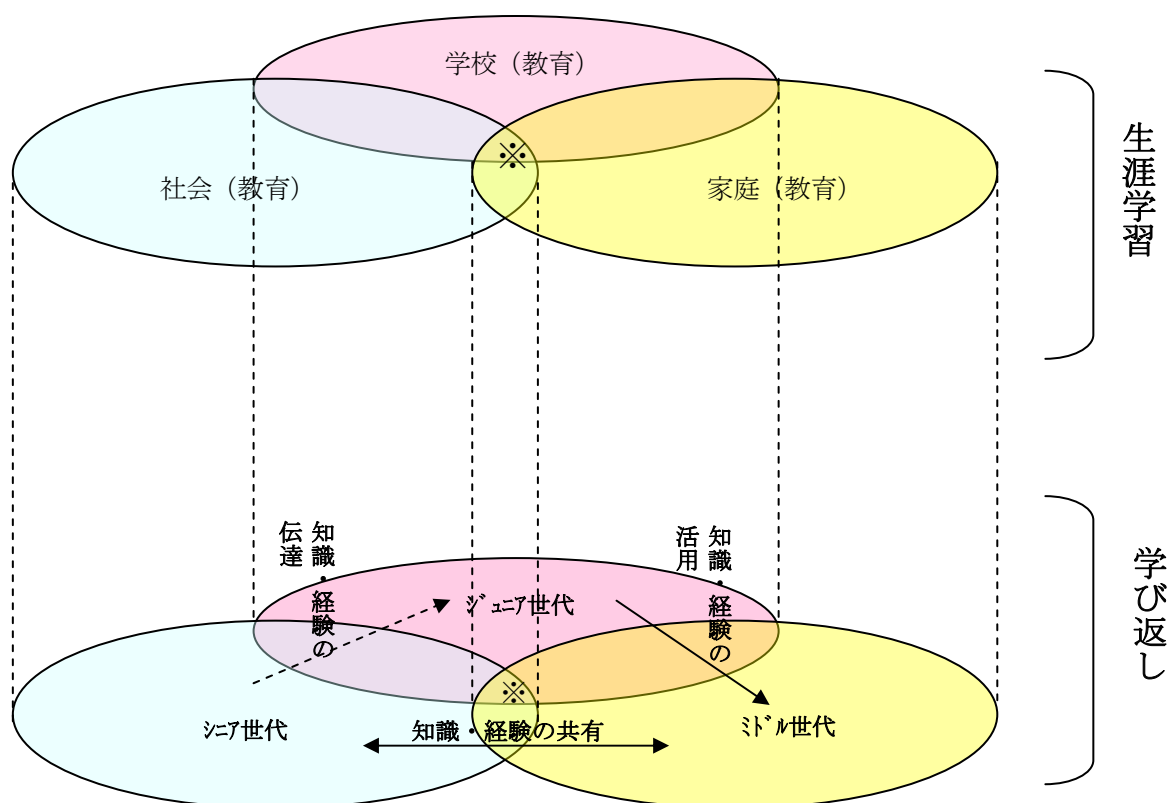 学校（教育）
※
社会（教育）
家庭（教育）
生涯学習
知識・経験の
伝達
知識・経験の
活用
ｼﾞｭﾆｱ世代
※
ｼﾆｱ世代
知識・経験の共有
ﾐﾄﾞﾙ世代
学び返し